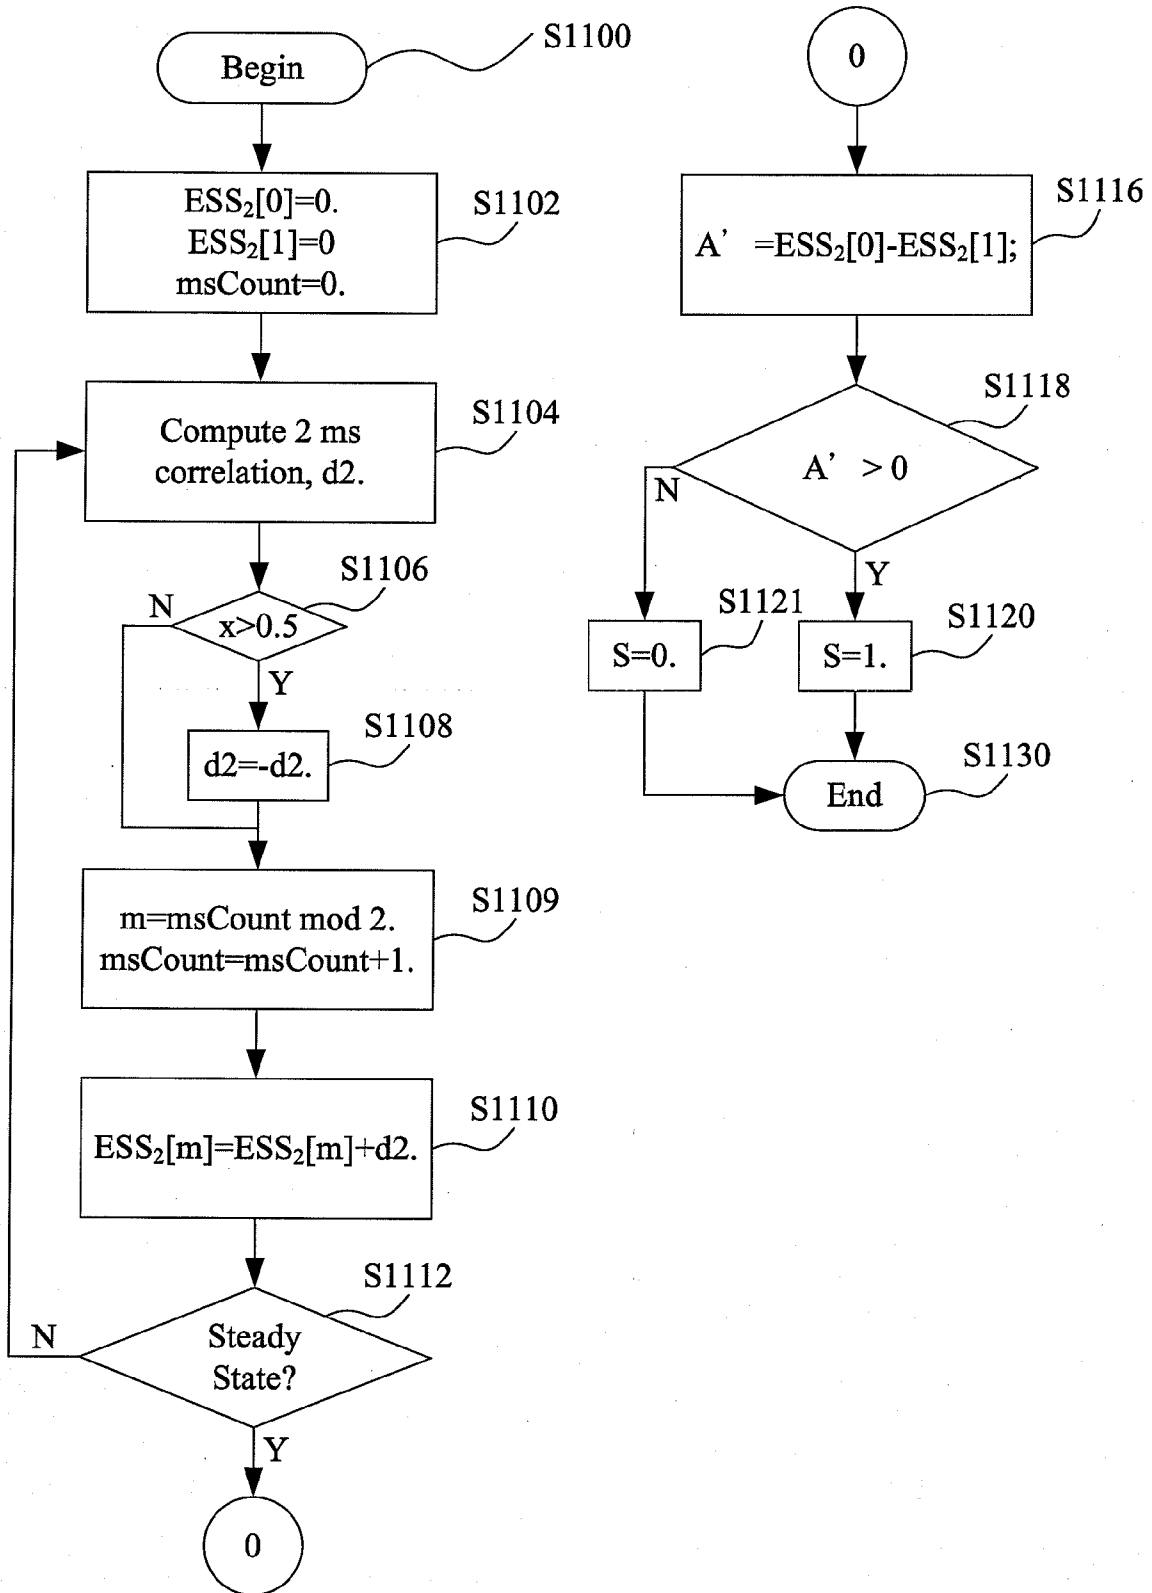 Begin
S1100
ESS₂[0]=0.
ESS₂[1]=0
msCount=0.
S1102
Compute 2 ms
correlation, d2.
S1104
x>0.5
S1106
N
Y
d2=-d2.
S1108
m=msCount mod 2.
msCount=msCount+1.
S1109
ESS₂[m]=ESS₂[m]+d2.
S1110
Steady
State?
S1112
N
Y
0
0
A' =ESS₂[0]-ESS₂[1];
S1116
A' > 0
S1118
N
Y
S=0.
S1121
S=1.
S1120
End
S1130